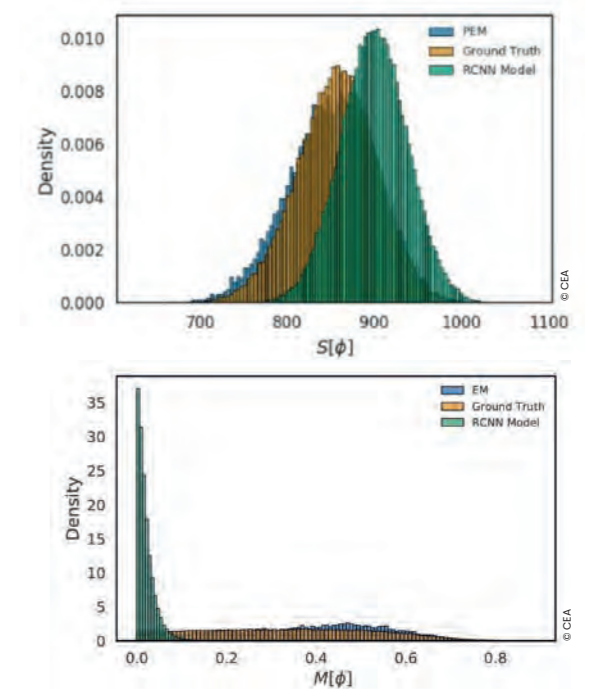 PEM
Ground Truth
RCNN Model
0.010
0.008
0.006
0.004
0.002
0.000
Density
700 800 900 1000 1100
S[ϕ]
© CEA
EM
Ground Truth
RCNN Model
35
30
25
20
15
10
5
0
Density
0.0 0.2 0.4 0.6 0.8
M[ϕ]
© CEA